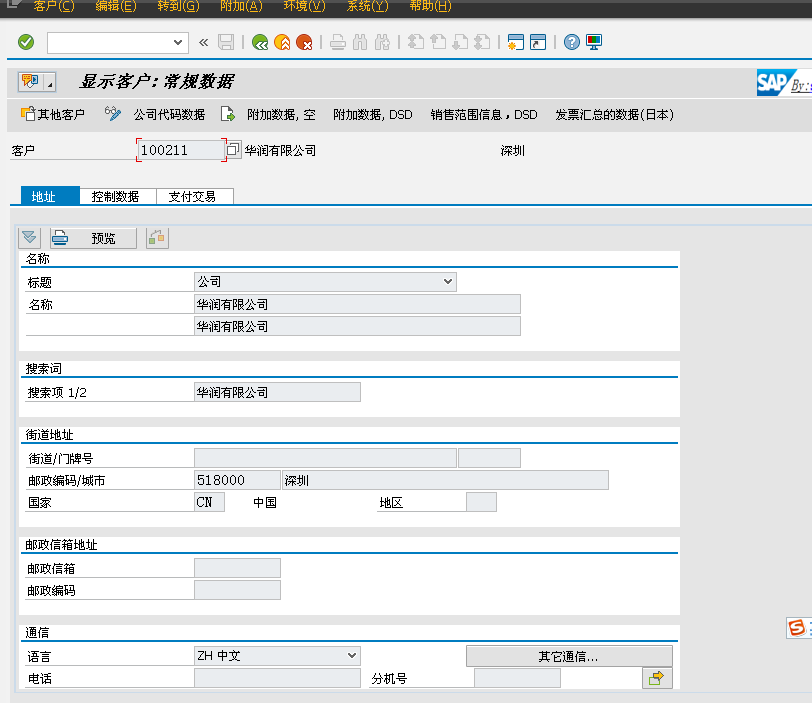 客户(C) 编辑(E) 转到(G) 附加(A) 环境(V) 系统(Y) 帮助(H)
显示客户: 常规数据
SAP By:
其他客户 公司代码数据 附加数据, 空 附加数据, DSD 销售范围信息, DSD 发票汇总的数据(日本)
客户 100211 华润有限公司 深圳
地址 控制数据 支付交易
预览
名称
标题 公司
名称 华润有限公司
华润有限公司
搜索词
搜索项 1/2 华润有限公司
街道地址
街道/门牌号
邮政编码/城市 518000 深圳
国家 CN 中国 地区
邮政信箱地址
邮政信箱
邮政编码
通信
语言 ZH 中文 其它通信...
电话 分机号